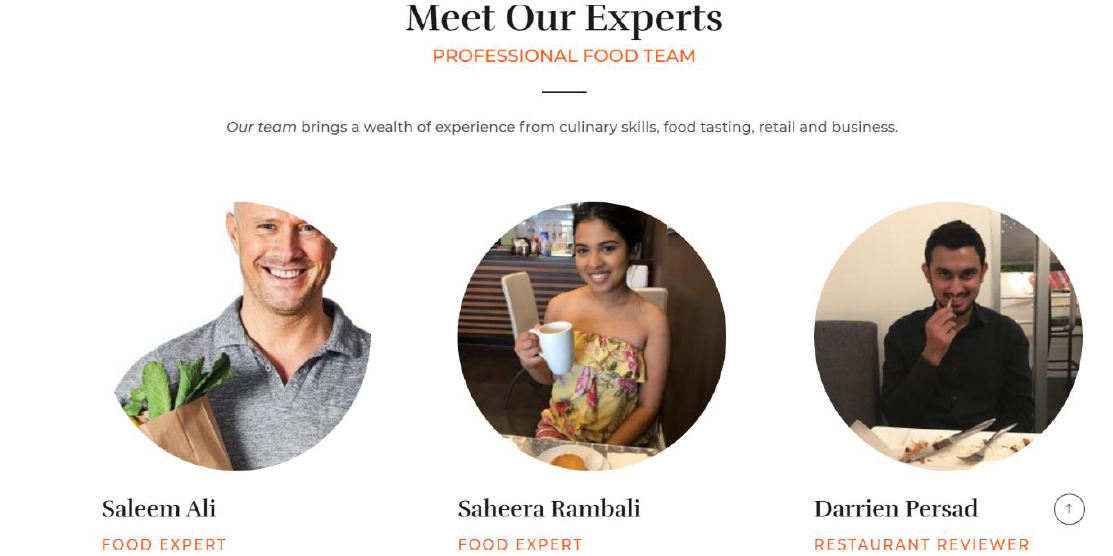 Meet Our Experts
PROFESSIONAL FOOD TEAM
Our team brings a wealth of experience from culinary skills, food tasting, retail and business.
Saleem Ali
Saheera Rambali
Darrien Persad
FOOD EXPERT
FOOD EXPERT
RESTAURANT REVIEWER